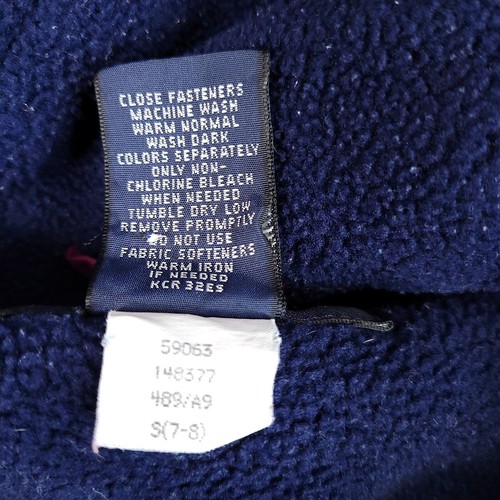 CLOSE FASTENERS
MACHINE WASH
WARM NORMAL
WASH DARK
COLORS SEPARATELY
ONLY NON-
CHLORINE BLEACH
WHEN NEEDED
TUMBLE DRY LOW
REMOVE PROMPTLY
DO NOT USE
FABRIC SOFTENERS
WARM IRON
IF NEEDED
KCR 32ES
59063
148377
489/A9
S(7-8)